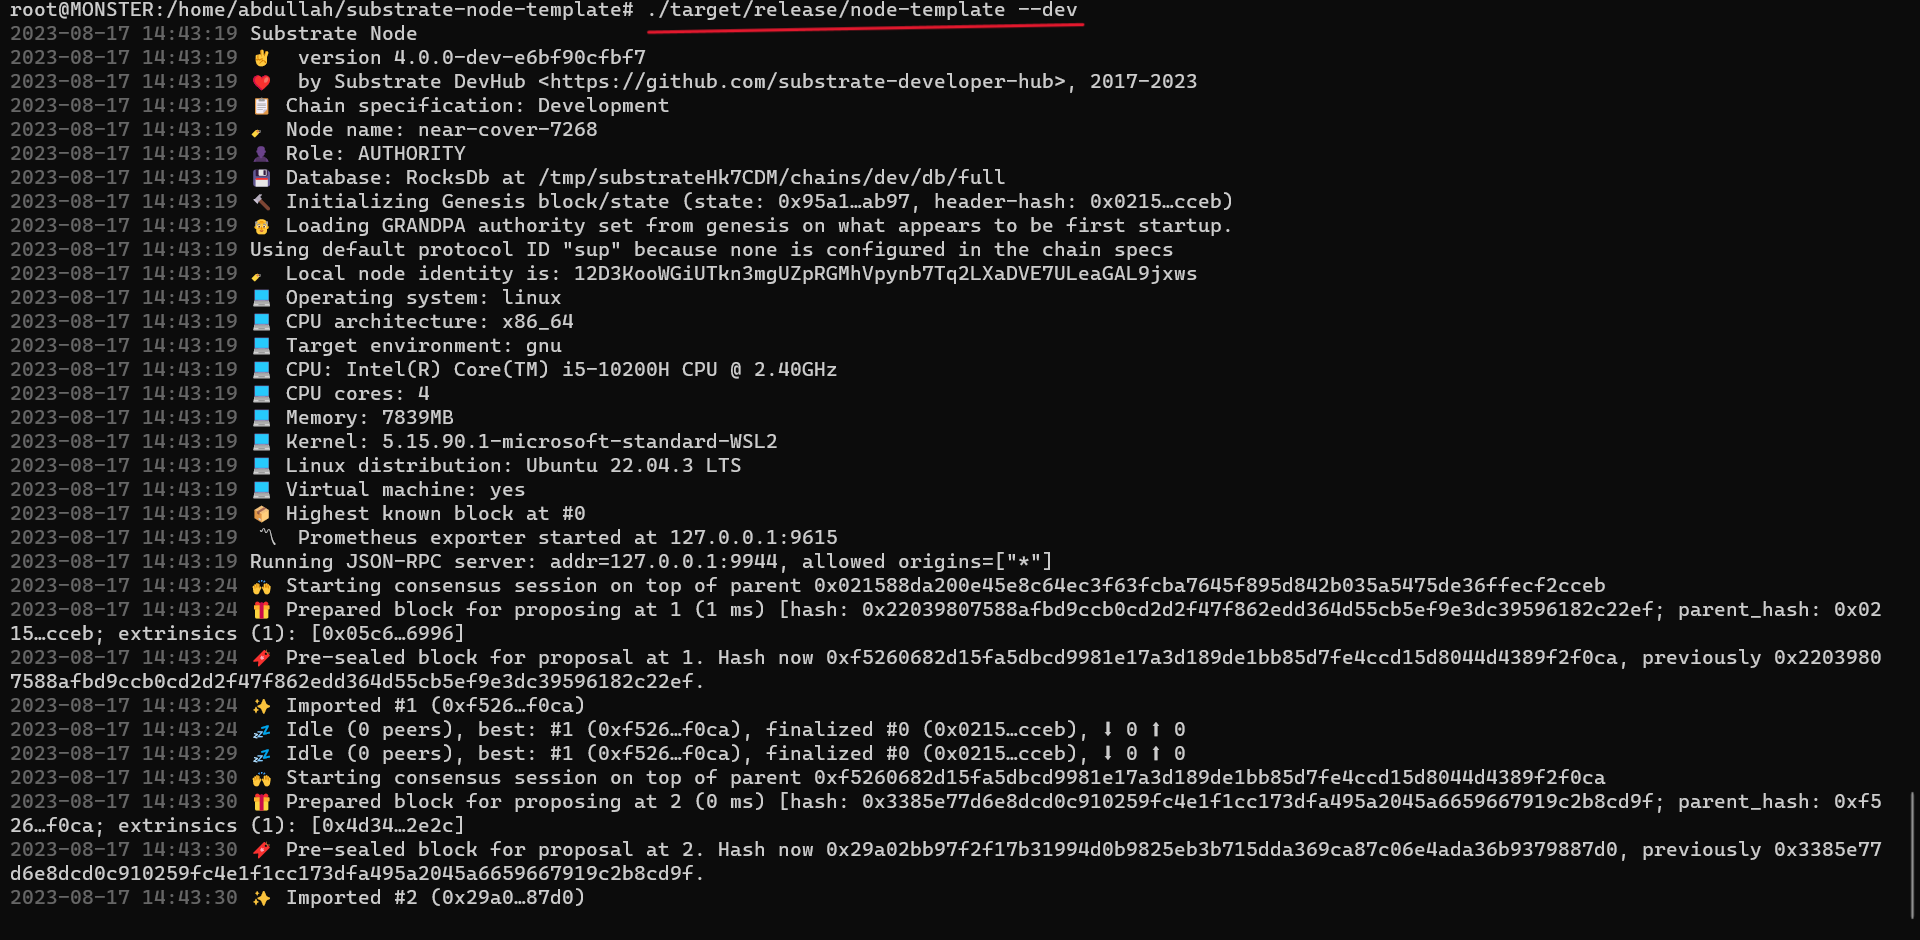 root@MONSTER:/home/abdullah/substrate-node-template# ./target/release/node-template --dev
2023-08-17 14:43:19 Substrate Node
2023-08-17 14:43:19 ✌️  version 4.0.0-dev-e6bf90cfbf7
2023-08-17 14:43:19 ❤️  by Substrate DevHub <https://github.com/substrate-developer-hub>, 2017-2023
2023-08-17 14:43:19 📋 Chain specification: Development
2023-08-17 14:43:19 🏷 Node name: near-cover-7268
2023-08-17 14:43:19 👤 Role: AUTHORITY
2023-08-17 14:43:19 💾 Database: RocksDb at /tmp/substrateHk7CDM/chains/dev/db/full
2023-08-17 14:43:19 🔨 Initializing Genesis block/state (state: 0x95a1…ab97, header-hash: 0x0215…cceb)
2023-08-17 14:43:19 👴 Loading GRANDPA authority set from genesis on what appears to be first startup.
2023-08-17 14:43:19 Using default protocol ID "sup" because none is configured in the chain specs
2023-08-17 14:43:19 🏷 Local node identity is: 12D3KooWGiUTkn3mgUZpRGMhVpynb7Tq2LXaDVE7ULeaGAL9jxws
2023-08-17 14:43:19 💻 Operating system: linux
2023-08-17 14:43:19 💻 CPU architecture: x86_64
2023-08-17 14:43:19 💻 Target environment: gnu
2023-08-17 14:43:19 💻 CPU: Intel(R) Core(TM) i5-10200H CPU @ 2.40GHz
2023-08-17 14:43:19 💻 CPU cores: 4
2023-08-17 14:43:19 💻 Memory: 7839MB
2023-08-17 14:43:19 💻 Kernel: 5.15.90.1-microsoft-standard-WSL2
2023-08-17 14:43:19 💻 Linux distribution: Ubuntu 22.04.3 LTS
2023-08-17 14:43:19 💻 Virtual machine: yes
2023-08-17 14:43:19 📦 Highest known block at #0
2023-08-17 14:43:19 〽️ Prometheus exporter started at 127.0.0.1:9615
2023-08-17 14:43:19 Running JSON-RPC server: addr=127.0.0.1:9944, allowed origins=["*"]
2023-08-17 14:43:24 🙌 Starting consensus session on top of parent 0x021588da200e45e8c64ec3f63fcba7645f895d842b035a5475de36ffecf2cceb
2023-08-17 14:43:24 🎁 Prepared block for proposing at 1 (1 ms) [hash: 0x22039807588afbd9ccb0cd2d2f47f862edd364d55cb5ef9e3dc39596182c22ef; parent_hash: 0x02
15…cceb; extrinsics (1): [0x05c6…6996]
2023-08-17 14:43:24 🔖 Pre-sealed block for proposal at 1. Hash now 0xf5260682d15fa5dbcd9981e17a3d189de1bb85d7fe4ccd15d8044d4389f2f0ca, previously 0x2203980
7588afbd9ccb0cd2d2f47f862edd364d55cb5ef9e3dc39596182c22ef.
2023-08-17 14:43:24 ✨ Imported #1 (0xf526…f0ca)
2023-08-17 14:43:24 💤 Idle (0 peers), best: #1 (0xf526…f0ca), finalized #0 (0x0215…cceb), ⬇ 0 ⬆ 0
2023-08-17 14:43:29 💤 Idle (0 peers), best: #1 (0xf526…f0ca), finalized #0 (0x0215…cceb), ⬇ 0 ⬆ 0
2023-08-17 14:43:30 🙌 Starting consensus session on top of parent 0xf5260682d15fa5dbcd9981e17a3d189de1bb85d7fe4ccd15d8044d4389f2f0ca
2023-08-17 14:43:30 🎁 Prepared block for proposing at 2 (0 ms) [hash: 0x3385e77d6e8dcd0c910259fc4e1f1cc173dfa495a2045a6659667919c2b8cd9f; parent_hash: 0xf5
26…f0ca; extrinsics (1): [0x4d34…2e2c]
2023-08-17 14:43:30 🔖 Pre-sealed block for proposal at 2. Hash now 0x29a02bb97f2f17b31994d0b9825eb3b715dda369ca87c06e4ada36b9379887d0, previously 0x3385e77
d6e8dcd0c910259fc4e1f1cc173dfa495a2045a6659667919c2b8cd9f.
2023-08-17 14:43:30 ✨ Imported #2 (0x29a0…87d0)